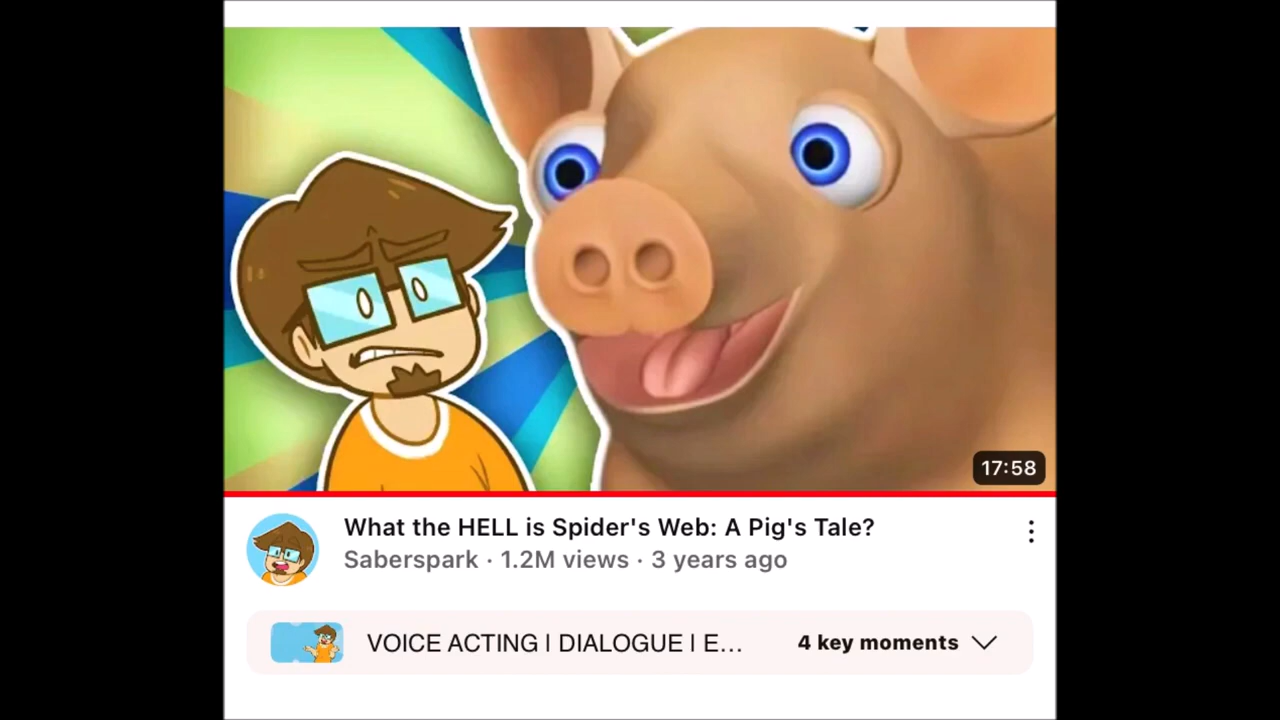 17:58
What the HELL is Spider's Web: A Pig's Tale?
Saberspark · 1.2M views · 3 years ago
VOICE ACTING | DIALOGUE | E... 4 key moments